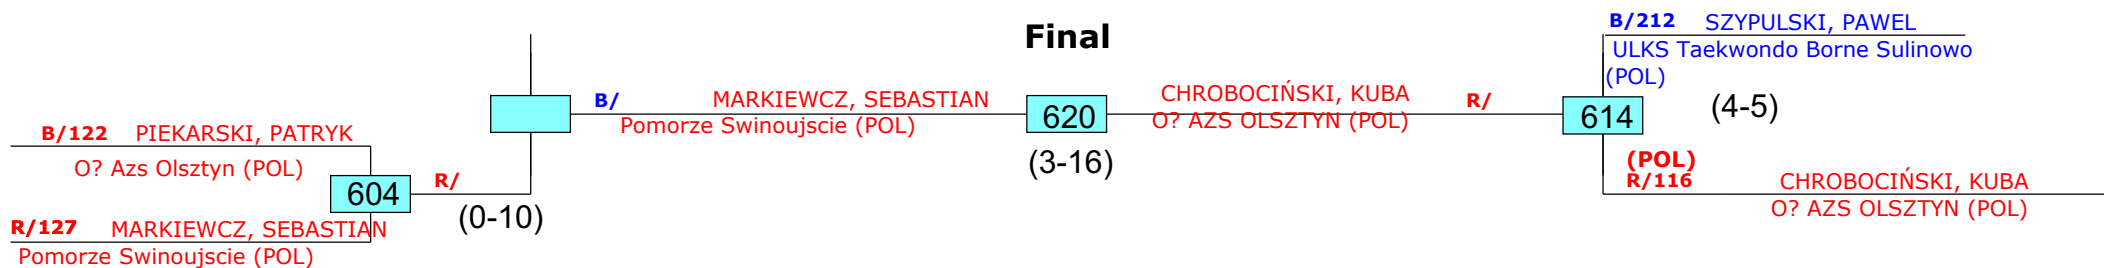 Final
B/122 PIEKARSKI, PATRYK
O? Azs Olsztyn (POL)
R/127 MARKIEWCZ, SEBASTIAN
Pomorze Swinoujscie (POL)
604
R/
(0-10)
B/ MARKIEWCZ, SEBASTIAN
Pomorze Swinoujscie (POL)
620
(3-16)
CHROBOCIŃSKI, KUBA R/
O? AZS OLSZTYN (POL)
614
(4-5)
B/212 SZYPULSKI, PAWEL
ULKS Taekwondo Borne Sulinowo
(POL)
(POL)
R/116 CHROBOCIŃSKI, KUBA
O? AZS OLSZTYN (POL)